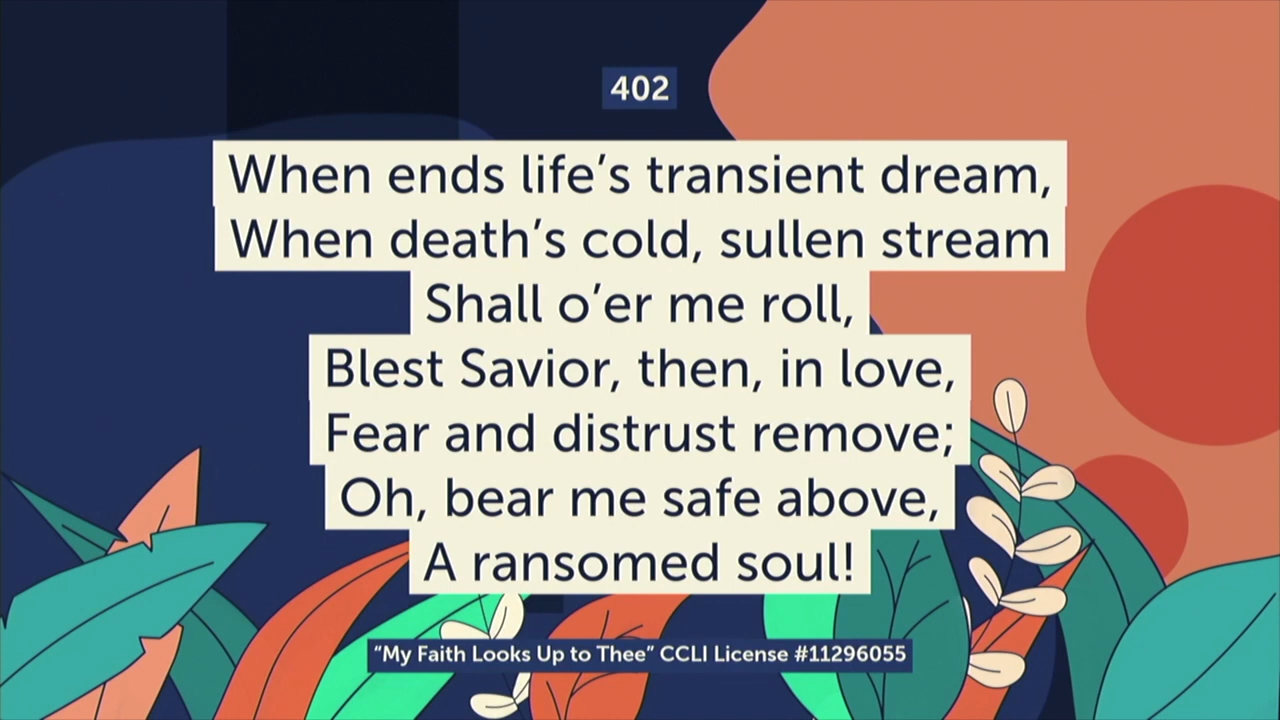 402
When ends life’s transient dream,
When death’s cold, sullen stream
Shall o’er me roll,
Blest Savior, then, in love,
Fear and distrust remove;
Oh, bear me safe above,
A ransomed soul!
“My Faith Looks Up to Thee” CCLI License #11296055